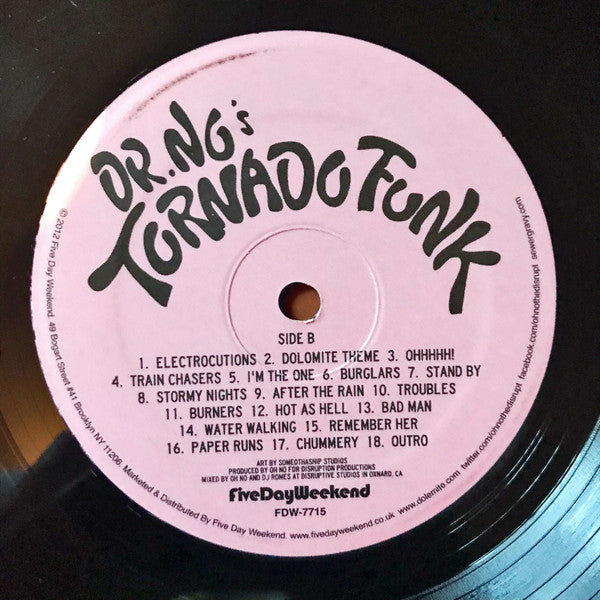 DR. NO's
TORNADO FUNK
SIDE B
1. ELECTROCUTIONS 2. DOLOMITE THEME 3. OHHHHH!
4. TRAIN CHASERS 5. I'M THE ONE 6. BURGLARS 7. STAND BY
8. STORMY NIGHTS 9. AFTER THE RAIN 10. TROUBLES
11. BURNERS 12. HOT AS HELL 13. BAD MAN
14. WATER WALKING 15. REMEMBER HER
16. PAPER RUNS 17. CHUMMERY 18. OUTRO
ART BY SOMEOTHASHIP STUDIOS
PRODUCED BY OH NO FOR DISRUPTION PRODUCTIONS
MIXED BY OH NO AND DJ ROMES AT DISRUPTIVE STUDIOS IN OXNARD, CA
FiveDayWeekend
FDW-7715
© 2012 Five Day Weekend. 49 Bogart Street #41 Brooklyn NY 11206. Marketed & Distributed By Five Day Weekend. www.fivedayweekend.co.uk www.dolemite.com twitter.com/ohnothedisrupt facebook.com/ohnothedisrupt sewergravy.com